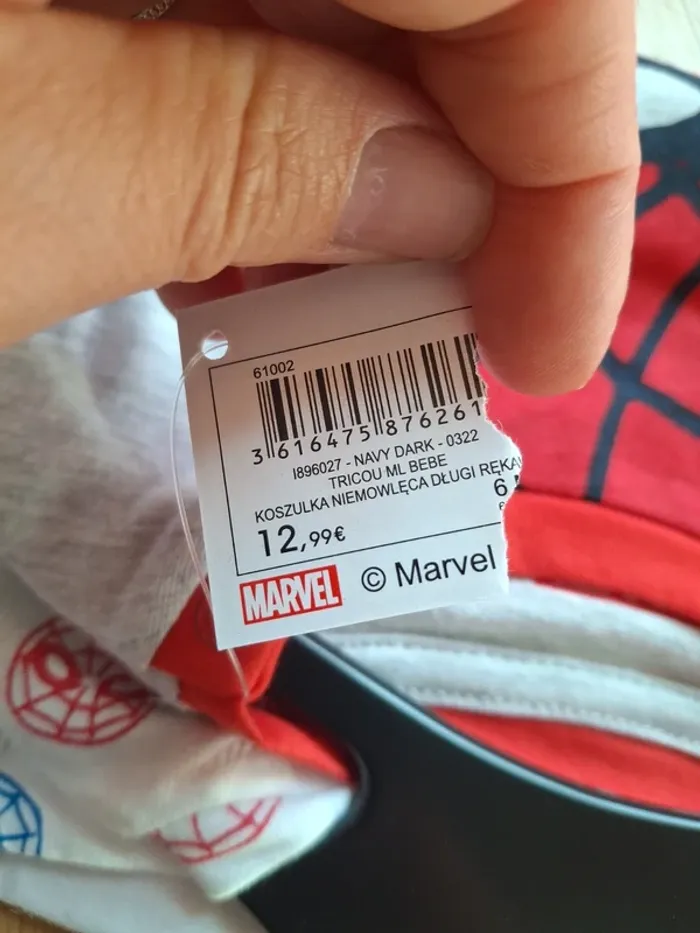 61002
3 616475 876261
I896027 - NAVY DARK - 0322
TRICOU ML BEBE
KOSZULKA NIEMOWLĘCA DŁUGI RĘKA
6
12,99€
MARVEL © Marvel